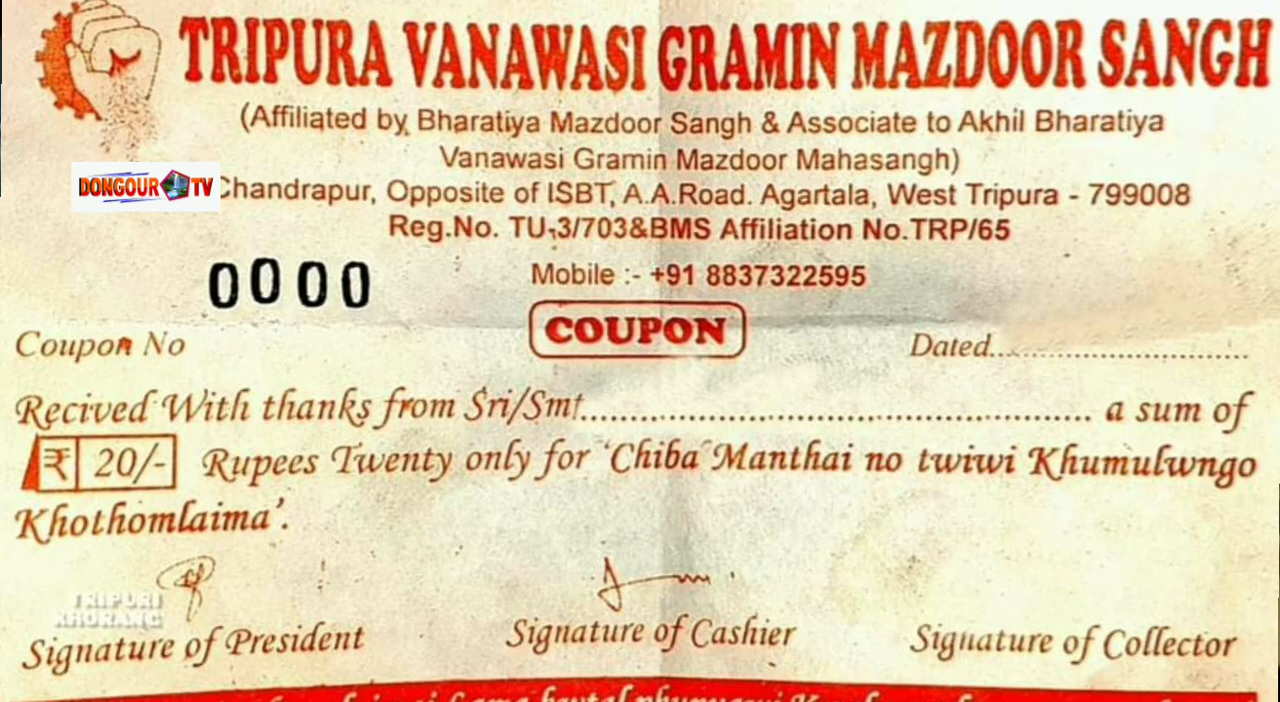 TRIPURA VANAWASI GRAMIN MAZDOOR SANGH
(Affiliated by Bharatiya Mazdoor Sangh & Associate to Akhil Bharatiya
Vanawasi Gramin Mazdoor Mahasangh)
DONGOUR TV
Chandrapur, Opposite of ISBT, A.A.Road. Agartala, West Tripura - 799008
Reg.No. TU-3/703&BMS Affiliation No.TRP/65
0000
Mobile :- +91 8837322595
COUPON
Coupon No
Dated............................
Recived With thanks from Sri/Smt.................................................... a sum of
₹ 20/- Rupees Twenty only for 'Chiba Manthai no twiwi Khumulwngo
Khothomlaima'.
TRIPURI
KHORANG
Signature of President
Signature of Cashier
Signature of Collector